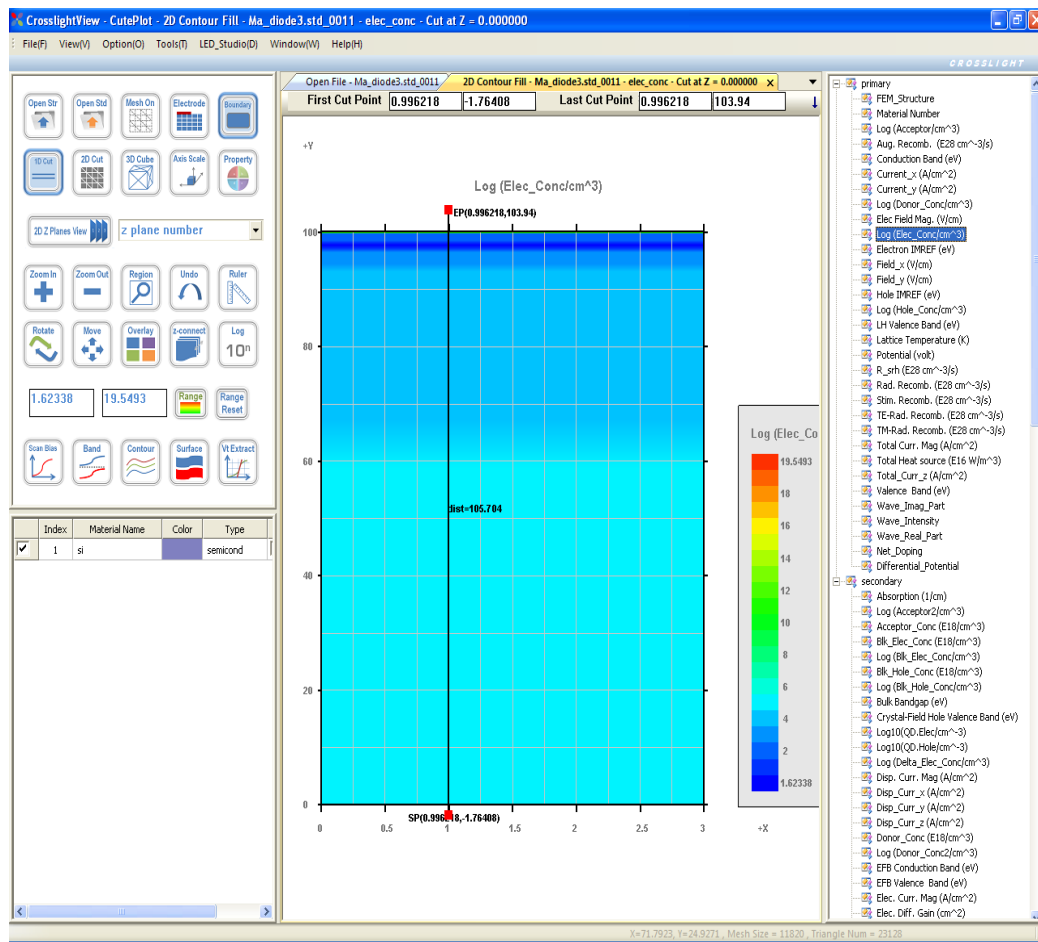 CrosslightView - CutePlot - 2D Contour Fill - Ma_diode3.std_0011 - elec_conc - Cut at Z = 0.000000
File(F) View(V) Option(O) Tools(T) LED_Studio(D) Window(W) Help(H)
CROSSLIGHT
Open Str Open Std Mesh On Electrode Boundary
1D Cut 2D Cut 3D Cube Axis Scale Property
2D Z Planes View z plane number
Zoom In Zoom Out Region Undo Ruler
Rotate Move Overlay z-connect Log
10ⁿ
1.62338 19.5493 Range Range Reset
Scan Bias Band Contour Surface Vt Extract
Index Material Name Color Type
1 si semicond
Open File - Ma_diode3.std_0011 2D Contour Fill - Ma_diode3.std_0011 - elec_conc - Cut at Z = 0.000000 x
First Cut Point 0.996218 -1.76408 Last Cut Point 0.996218 103.94
+Y
Log (Elec_Conc/cm^3)
EP(0.996218,103.94)
100
80
60
dist=105.704
40
20
0
SP(0.996218,-1.76408)
0 0.5 1 1.5 2 2.5 3 +X
Log (Elec_Co
19.5493
18
16
14
12
10
8
6
4
2
1.62338
primary
FEM_Structure
Material Number
Log (Acceptor/cm^3)
Aug. Recomb. (E28 cm^-3/s)
Conduction Band (eV)
Current_x (A/cm^2)
Current_y (A/cm^2)
Log (Donor_Conc/cm^3)
Elec Field Mag. (V/cm)
Log (Elec_Conc/cm^3)
Electron IMREF (eV)
Field_x (V/cm)
Field_y (V/cm)
Hole IMREF (eV)
Log (Hole_Conc/cm^3)
LH Valence Band (eV)
Lattice Temperature (K)
Potential (volt)
R_srh (E28 cm^-3/s)
Rad. Recomb. (E28 cm^-3/s)
Stim. Recomb. (E28 cm^-3/s)
TE-Rad. Recomb. (E28 cm^-3/s)
TM-Rad. Recomb. (E28 cm^-3/s)
Total Curr. Mag (A/cm^2)
Total Heat source (E16 W/m^3)
Total_Curr_z (A/cm^2)
Valence Band (eV)
Wave_Imag_Part
Wave_Intensity
Wave_Real_Part
Net_Doping
Differential_Potential
secondary
Absorption (1/cm)
Log (Acceptor2/cm^3)
Acceptor_Conc (E18/cm^3)
Blk_Elec_Conc (E18/cm^3)
Log (Blk_Elec_Conc/cm^3)
Blk_Hole_Conc (E18/cm^3)
Log (Blk_Hole_Conc/cm^3)
Bulk Bandgap (eV)
Crystal-Field Hole Valence Band (eV)
Log10(QD.Elec/cm^-3)
Log10(QD.Hole/cm^-3)
Log (Delta_Elec_Conc/cm^3)
Disp. Curr. Mag (A/cm^2)
Disp_Curr_x (A/cm^2)
Disp_Curr_y (A/cm^2)
Disp_Curr_z (A/cm^2)
Donor_Conc (E18/cm^3)
Log (Donor_Conc2/cm^3)
EFB Conduction Band (eV)
EFB Valence Band (eV)
Elec. Curr. Mag (A/cm^2)
Elec. Diff. Gain (cm^2)
X=71.7923, Y=24.9271 , Mesh Size = 11820 , Triangle Num = 23128